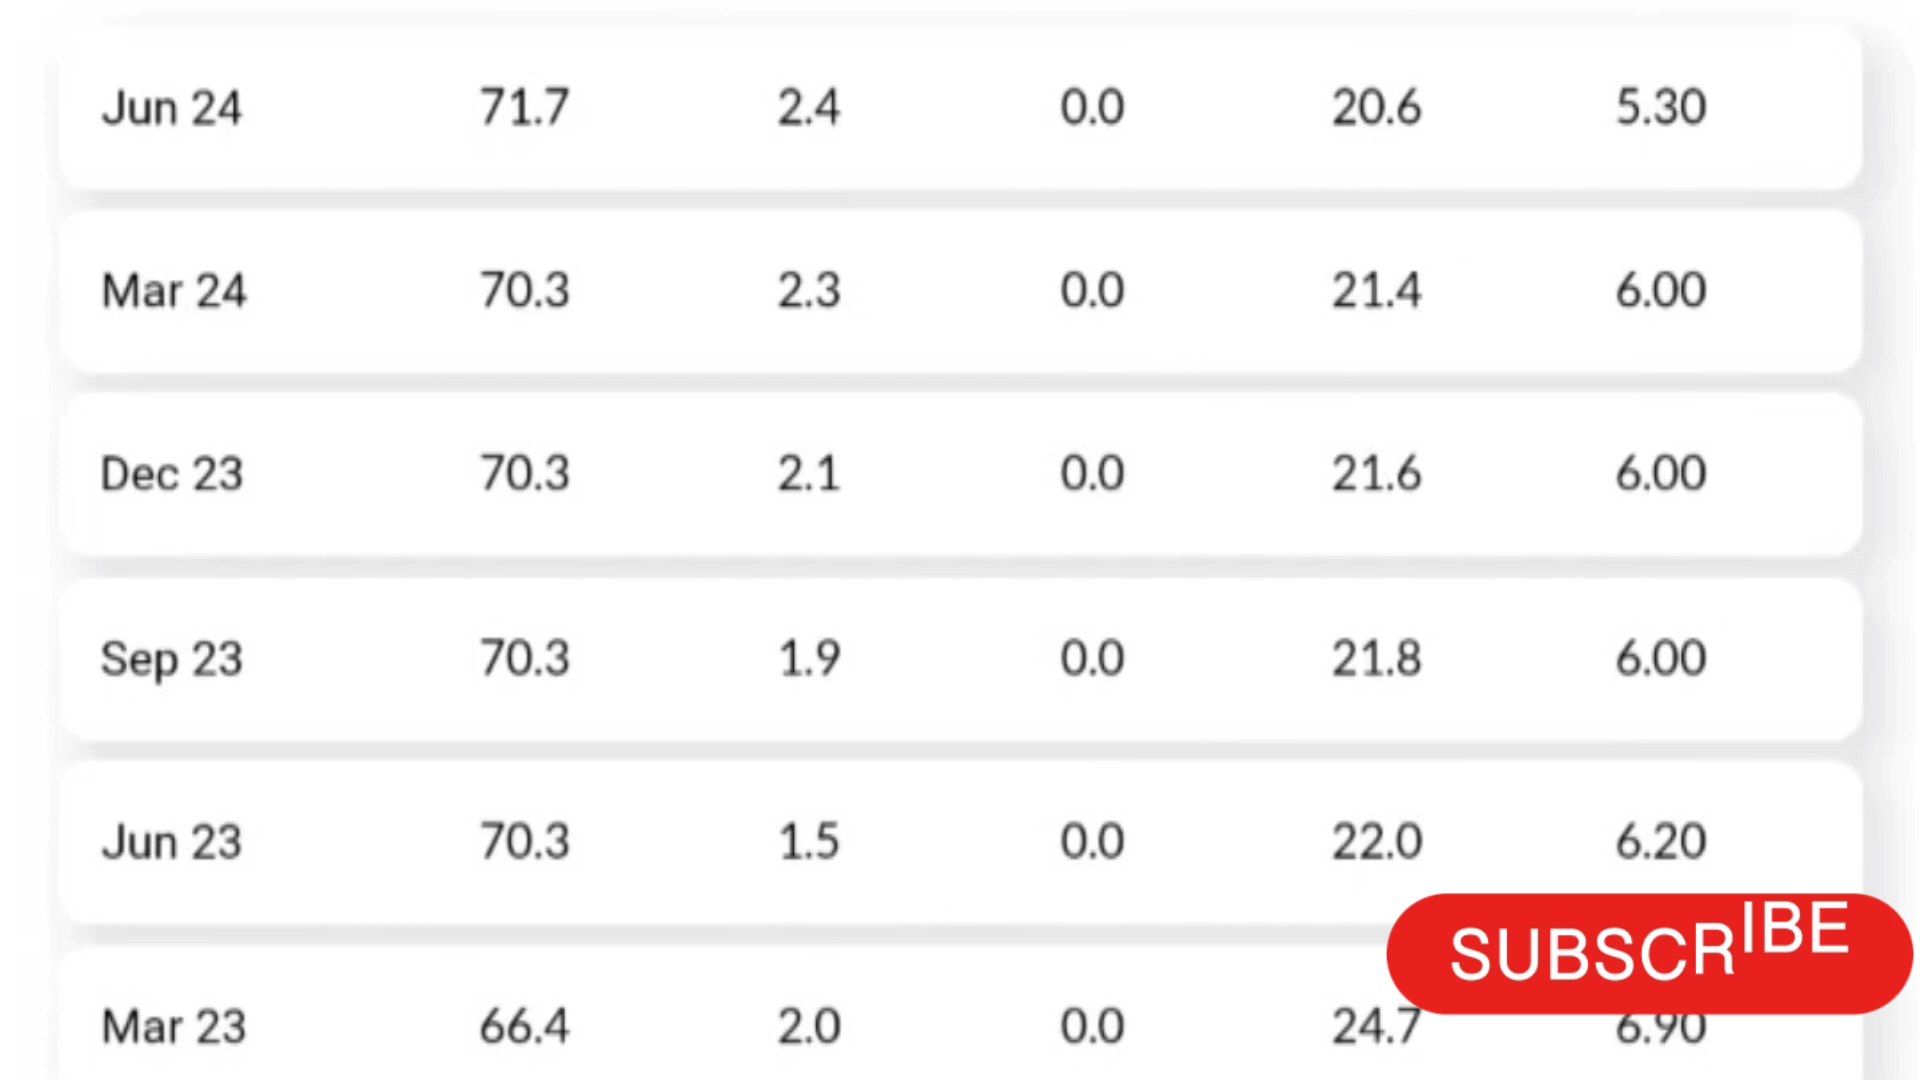 Jun 24 71.7 2.4 0.0 20.6 5.30
Mar 24 70.3 2.3 0.0 21.4 6.00
Dec 23 70.3 2.1 0.0 21.6 6.00
Sep 23 70.3 1.9 0.0 21.8 6.00
Jun 23 70.3 1.5 0.0 22.0 6.20
SUBSCRIBE
Mar 23 66.4 2.0 0.0 24.7 6.90